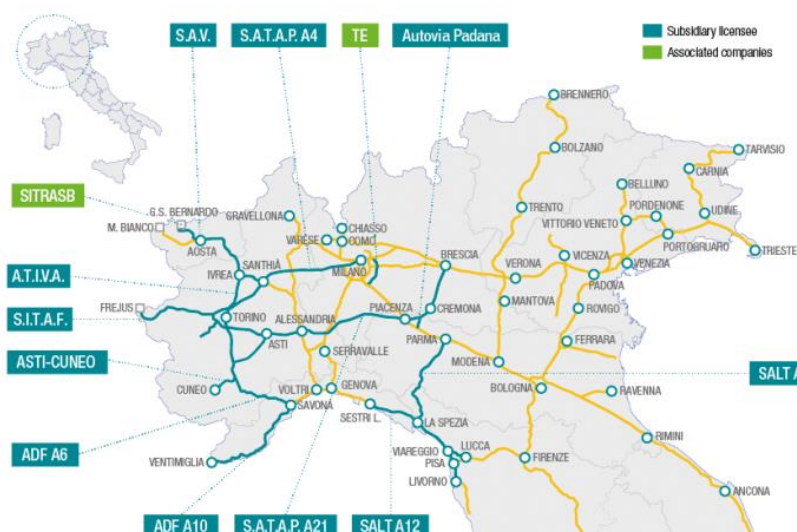 S.A.V.
S.A.T.A.P. A4
TE
Autovia Padana
Subsidiary licensee
Associated companies
BRENNERO
BOLZANO
TARVISIO
CARNIA
BELLUNO
SITRASB
G.S. BERNARDO
GRAVELLONA
TRENTO
PORDENONE
UDINE
M. BIANCO
CHIASSO
VITTORIO VENETO
VARESE
COMO
PORTOGRUARO
AOSTA
BRESCIA
VICENZA
TRIESTE
SANTHIÁ
VERONA
VENEZIA
A.T.I.V.A.
IVREA
MILANO
PADOVA
MANTOVA
FREJUS
S.I.T.A.F.
TORINO
ALESSANDRIA
PIACENZA
CREMONA
ROVIGO
ASTI
PARMA
FERRARA
ASTI-CUNEO
SERRAVALLE
MODENA
SALT A
CUNEO
VOLTRI
GENOVA
BOLOGNA
RAVENNA
SAVONA
SESTRI L.
LA SPEZIA
RIMINI
ADF A6
VIAREGGIO
LUCCA
VENTIMIGLIA
PISA
FIRENZE
LIVORNO
ANCONA
ADF A10
S.A.T.A.P. A21
SALT A12